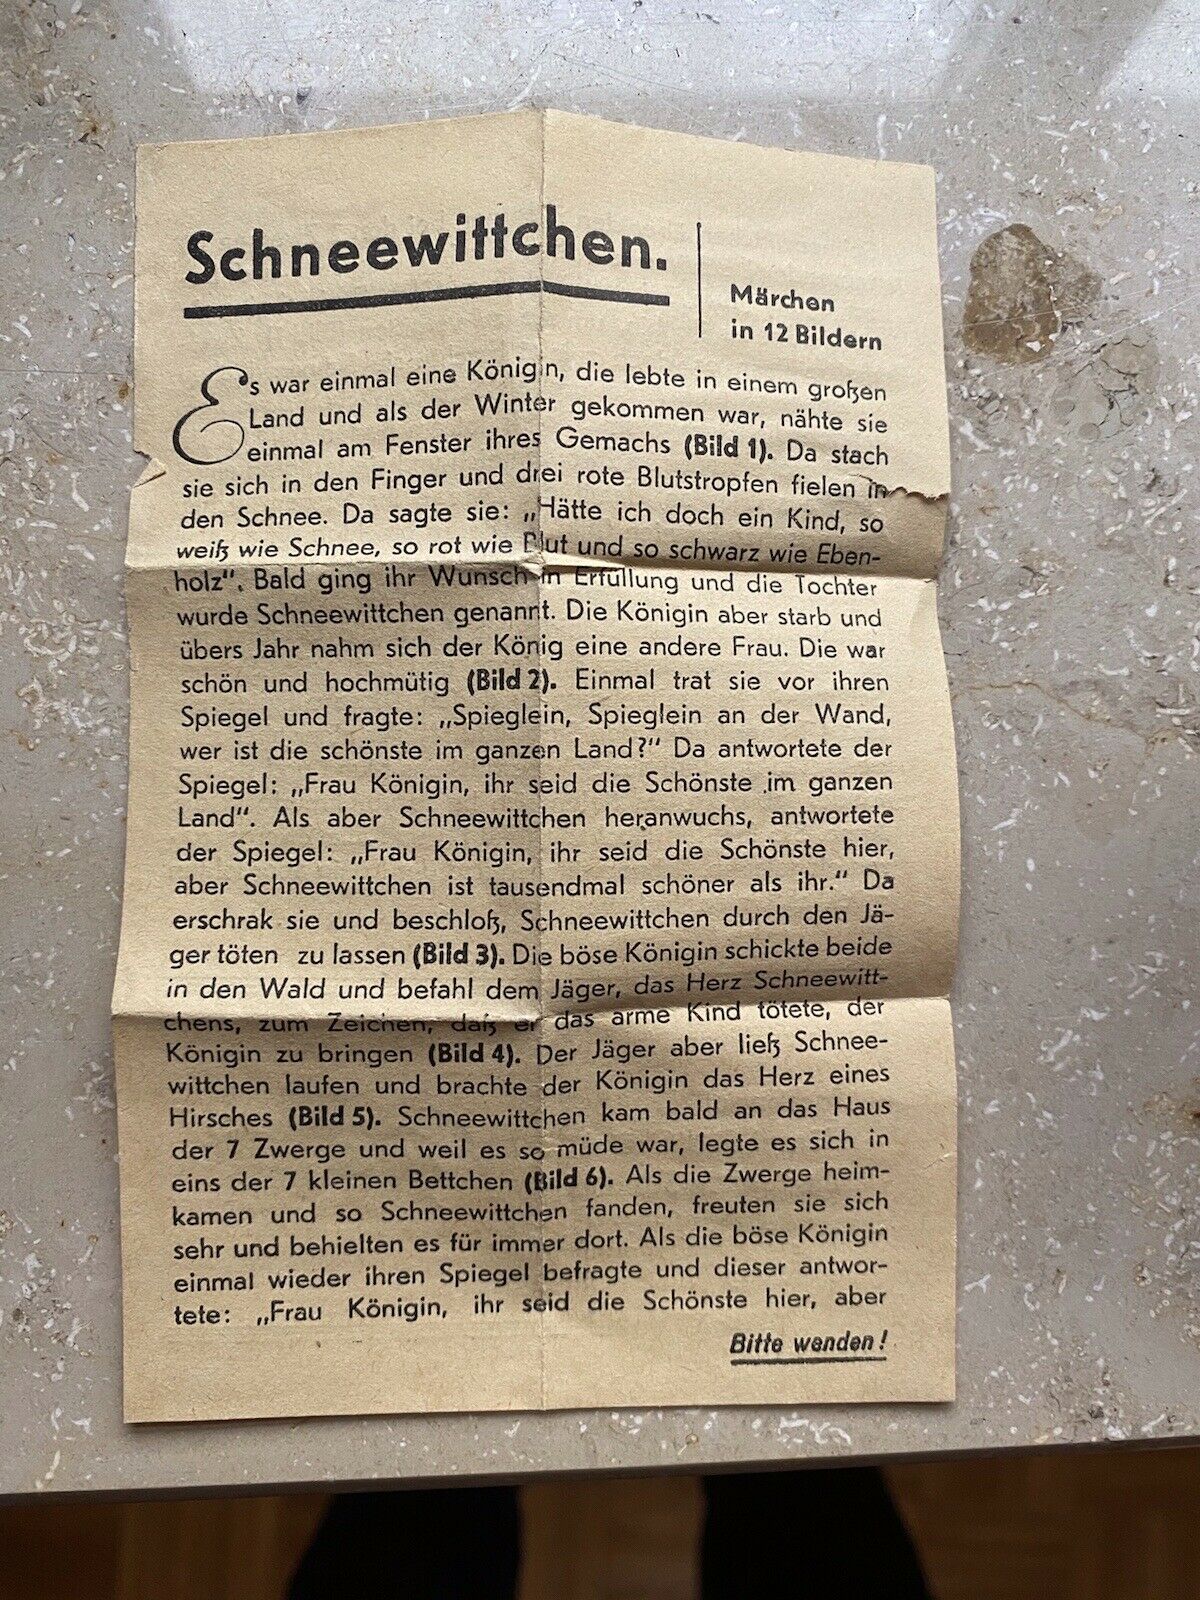 Schneewittchen.
Märchen
in 12 Bildern
Es war einmal eine Königin, die lebte in einem großen
Land und als der Winter gekommen war, nähte sie
einmal am Fenster ihres Gemachs (Bild 1). Da stach
sie sich in den Finger und drei rote Blutstropfen fielen in
den Schnee. Da sagte sie: „Hätte ich doch ein Kind, so
weiß wie Schnee, so rot wie Blut und so schwarz wie Eben-
holz“. Bald ging ihr Wunsch in Erfüllung und die Tochter
wurde Schneewittchen genannt. Die Königin aber starb und
übers Jahr nahm sich der König eine andere Frau. Die war
schön und hochmütig (Bild 2). Einmal trat sie vor ihren
Spiegel und fragte: „Spieglein, Spieglein an der Wand,
wer ist die schönste im ganzen Land?“ Da antwortete der
Spiegel: „Frau Königin, ihr seid die Schönste im ganzen
Land“. Als aber Schneewittchen heranwuchs, antwortete
der Spiegel: „Frau Königin, ihr seid die Schönste hier,
aber Schneewittchen ist tausendmal schöner als ihr.“ Da
erschrak sie und beschloß, Schneewittchen durch den Jä-
ger töten zu lassen (Bild 3). Die böse Königin schickte beide
in den Wald und befahl dem Jäger, das Herz Schneewitt-
chens, zum Zeichen, daß er das arme Kind tötete, der
Königin zu bringen (Bild 4). Der Jäger aber ließ Schnee-
wittchen laufen und brachte der Königin das Herz eines
Hirsches (Bild 5). Schneewittchen kam bald an das Haus
der 7 Zwerge und weil es so müde war, legte es sich in
eins der 7 kleinen Bettchen (Bild 6). Als die Zwerge heim-
kamen und so Schneewittchen fanden, freuten sie sich
sehr und behielten es für immer dort. Als die böse Königin
einmal wieder ihren Spiegel befragte und dieser antwor-
tete: „Frau Königin, ihr seid die Schönste hier, aber
Bitte wenden!